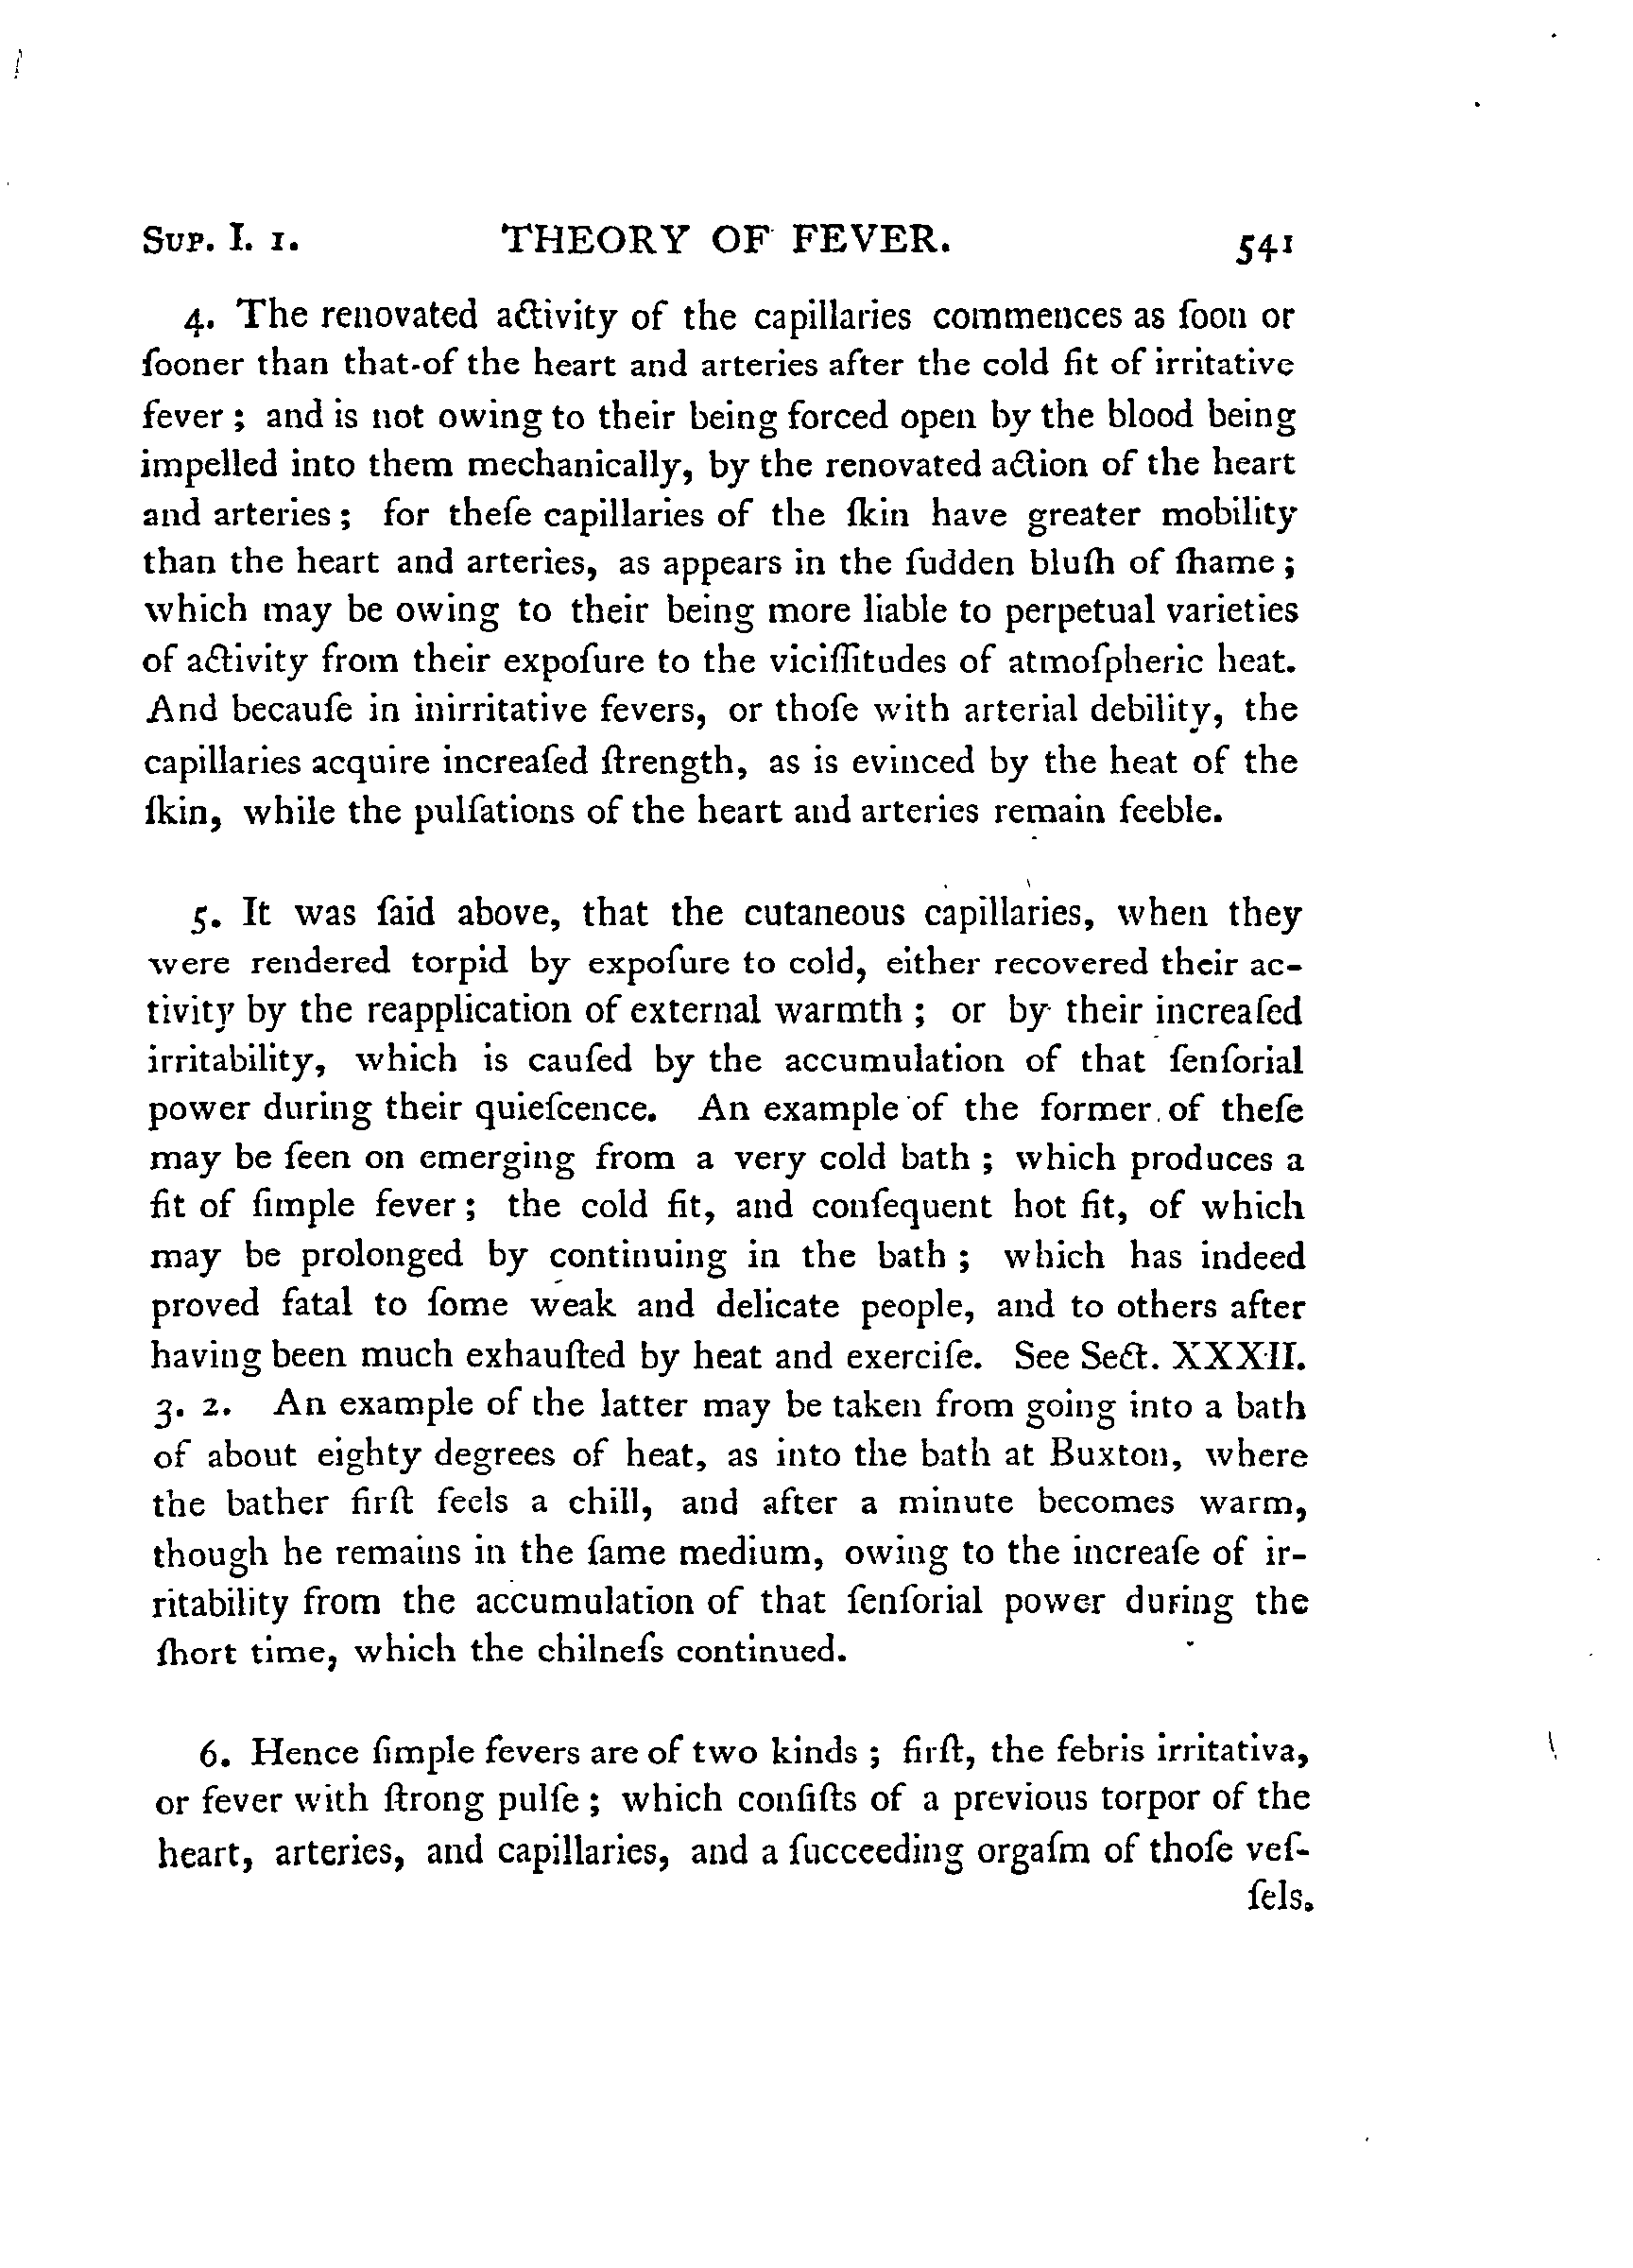 Sup. I. 1. THEORY OF FEVER. 541
4. The renovated activity of the capillaries commences as ſoon or
ſooner than that of the heart and arteries after the cold fit of irritative
fever; and is not owing to their being forced open by the blood being
impelled into them mechanically, by the renovated action of the heart
and arteries; for theſe capillaries of the ſkin have greater mobility
than the heart and arteries, as appears in the ſudden bluſh of ſhame;
which may be owing to their being more liable to perpetual varieties
of activity from their expoſure to the viciſſitudes of atmoſpheric heat.
And becauſe in inirritative fevers, or thoſe with arterial debility, the
capillaries acquire increaſed ſtrength, as is evinced by the heat of the
ſkin, while the pulſations of the heart and arteries remain feeble.
5. It was ſaid above, that the cutaneous capillaries, when they
were rendered torpid by expoſure to cold, either recovered their ac-
tivity by the reapplication of external warmth; or by their increaſed
irritability, which is cauſed by the accumulation of that ſenſorial
power during their quieſcence. An example of the former of theſe
may be ſeen on emerging from a very cold bath; which produces a
fit of ſimple fever; the cold fit, and conſequent hot fit, of which
may be prolonged by continuing in the bath; which has indeed
proved fatal to ſome weak and delicate people, and to others after
having been much exhauſted by heat and exerciſe. See Sect. XXXII.
3. 2. An example of the latter may be taken from going into a bath
of about eighty degrees of heat, as into the bath at Buxton, where
the bather firſt feels a chill, and after a minute becomes warm,
though he remains in the ſame medium, owing to the increaſe of ir-
ritability from the accumulation of that ſenſorial power during the
ſhort time, which the chilneſs continued.
6. Hence ſimple fevers are of two kinds; firſt, the febris irritativa,
or fever with ſtrong pulſe; which conſiſts of a previous torpor of the
heart, arteries, and capillaries, and a ſucceeding orgaſm of thoſe veſ-
ſels.